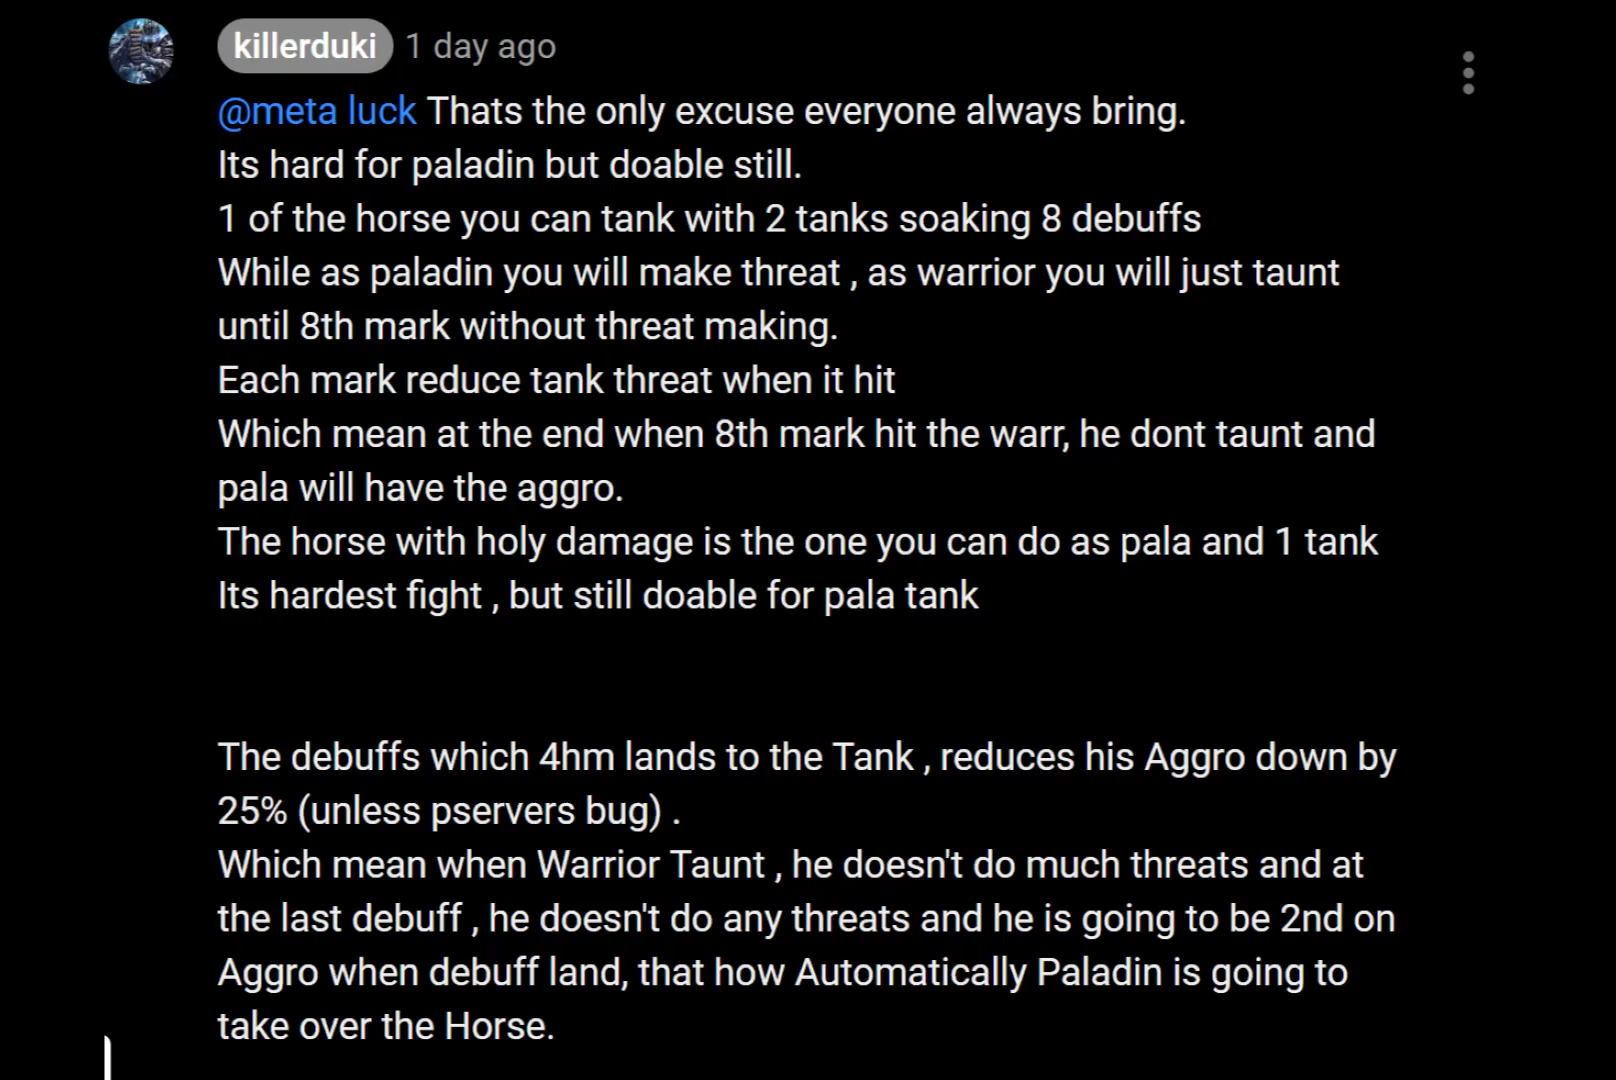 killerduki 1 day ago
@meta luck Thats the only excuse everyone always bring.
Its hard for paladin but doable still.
1 of the horse you can tank with 2 tanks soaking 8 debuffs
While as paladin you will make threat , as warrior you will just taunt
until 8th mark without threat making.
Each mark reduce tank threat when it hit
Which mean at the end when 8th mark hit the warr, he dont taunt and
pala will have the aggro.
The horse with holy damage is the one you can do as pala and 1 tank
Its hardest fight , but still doable for pala tank
The debuffs which 4hm lands to the Tank , reduces his Aggro down by
25% (unless pservers bug) .
Which mean when Warrior Taunt , he doesn't do much threats and at
the last debuff , he doesn't do any threats and he is going to be 2nd on
Aggro when debuff land, that how Automatically Paladin is going to
take over the Horse.